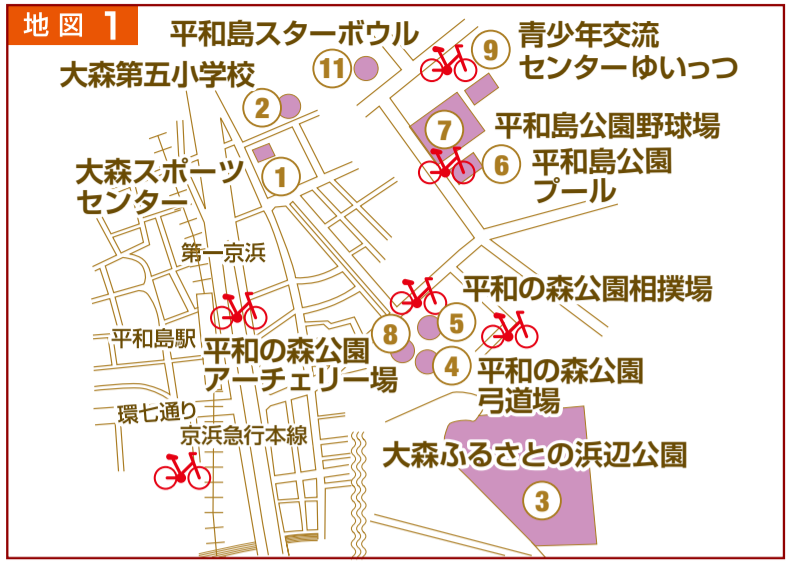 地図 1
平和島スターボウル
11
9
青少年交流
センターゆいっつ
大森第五小学校
2
7
平和島公園野球場
6
平和島公園
プール
大森スポーツ
センター
1
第一京浜
平和の森公園相撲場
5
平和島駅
平和の森公園
アーチェリー場
8
4
平和の森公園
弓道場
環七通り
京浜急行本線
大森ふるさとの浜辺公園
3